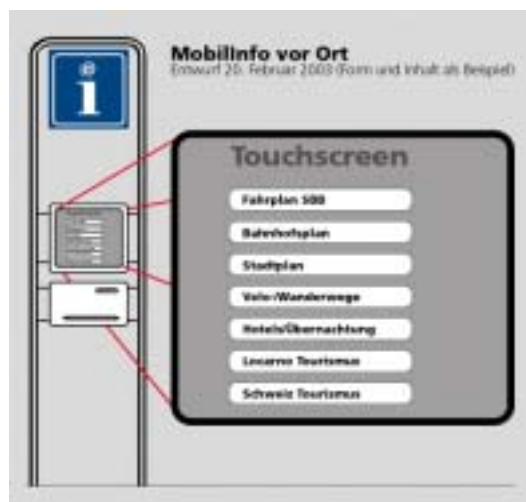 i
MobilInfo vor Ort
Entwurf 20. Februar 2003 (Form und Inhalt als Beispiel)
Touchscreen
Fahrplan SBB
Bahnhofsplan
Stadtplan
Velo-/Wanderwege
Hotels/Übernachtung
Locarno Tourismus
Schweiz Tourismus